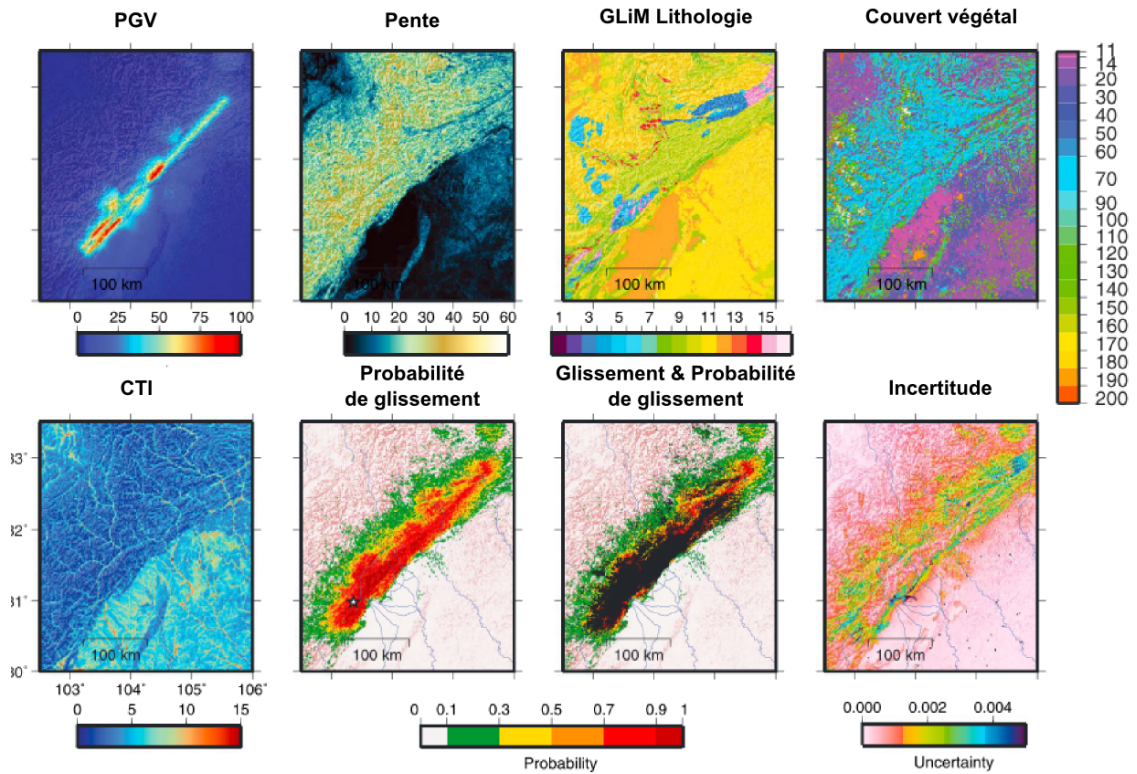 PGV
Pente
GLiM Lithologie
Couvert végétal
100 km
100 km
100 km
100 km
0 25 50 75 100
0 10 20 30 40 50 60
1 3 5 7 9 11 13 15
11
14
20
30
40
50
60
70
90
100
110
120
130
140
150
160
170
180
190
200
CTI
Probabilité
de glissement
Glissement & Probabilité
de glissement
Incertitude
33°
32°
31°
30°
100 km
100 km
100 km
100 km
103° 104° 105° 106°
0 5 10 15
0 0.1 0.3 0.5 0.7 0.9 1
Probability
0.000 0.002 0.004
Uncertainty